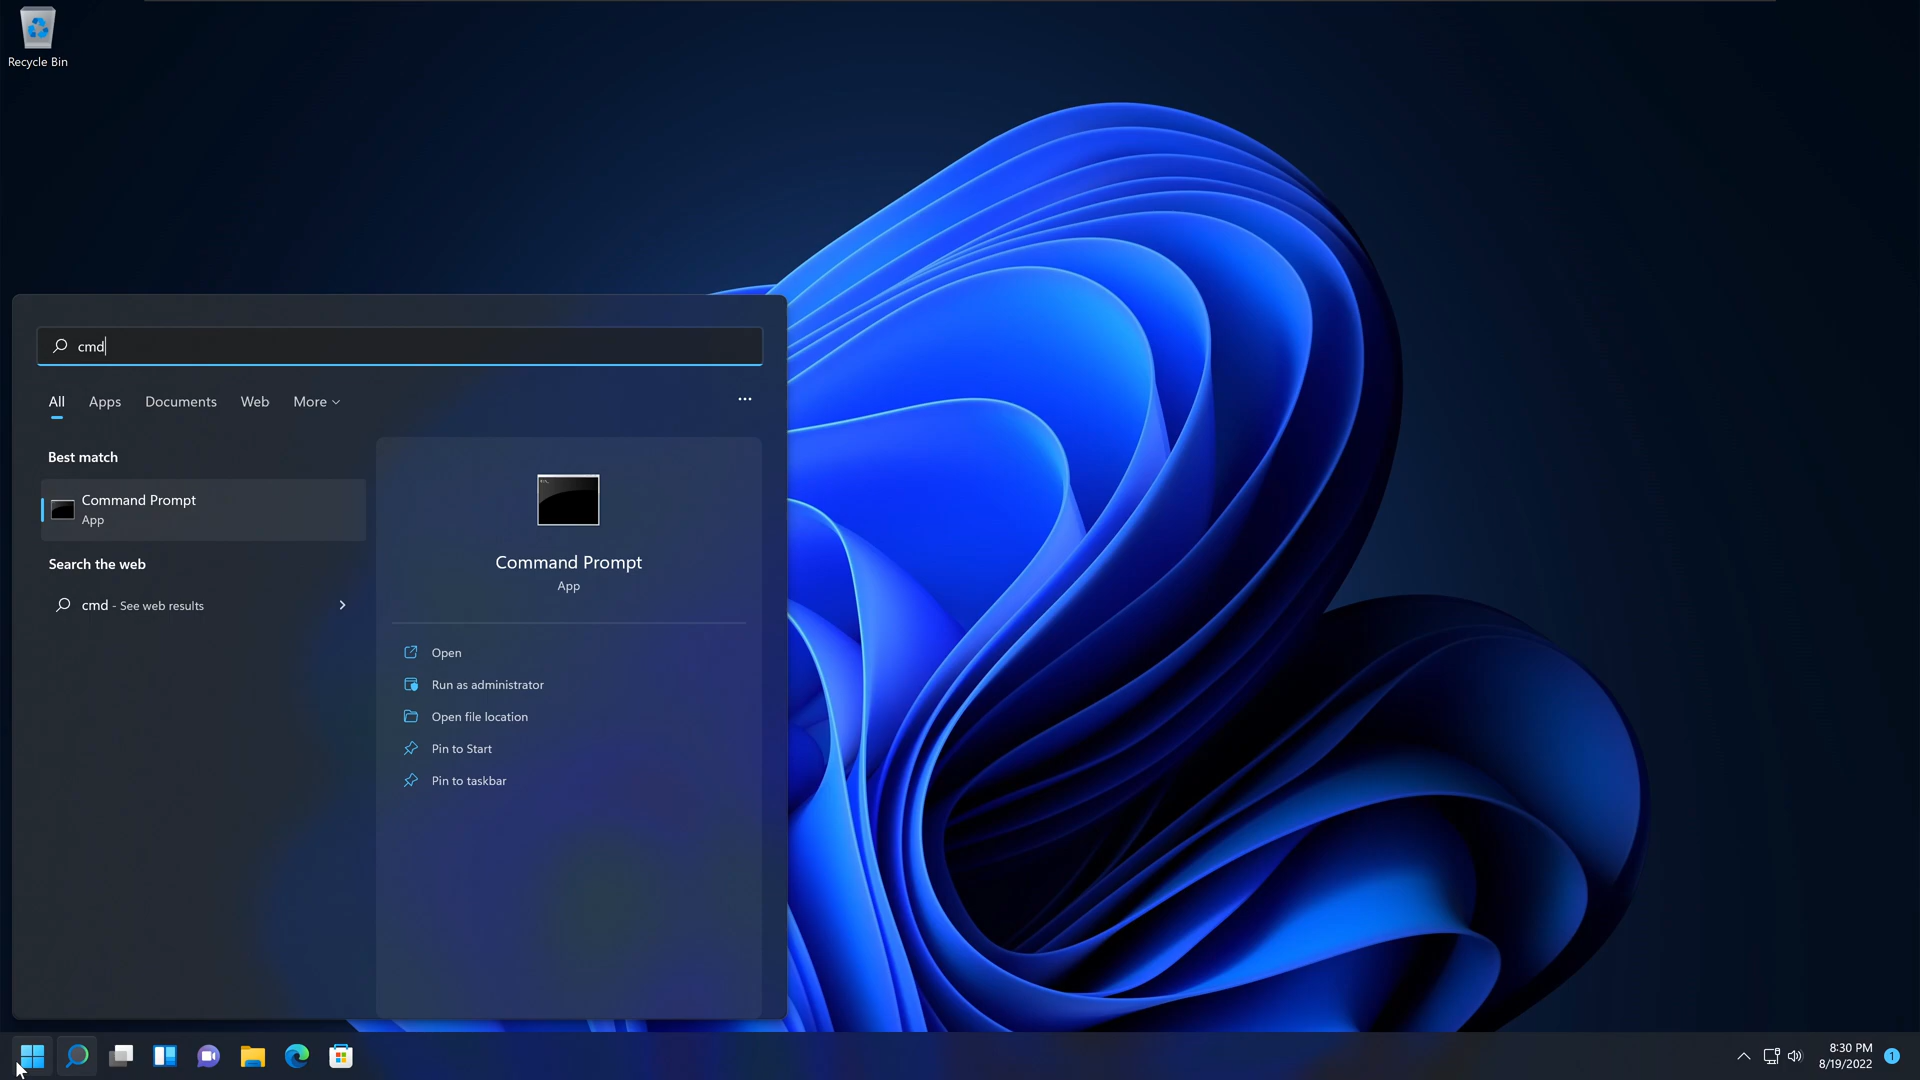 Recycle Bin
cmd
All Apps Documents Web More
Best match
Command Prompt
App
Search the web
cmd - See web results
Command Prompt
App
Open
Run as administrator
Open file location
Pin to Start
Pin to taskbar
8:30 PM
8/19/2022
1